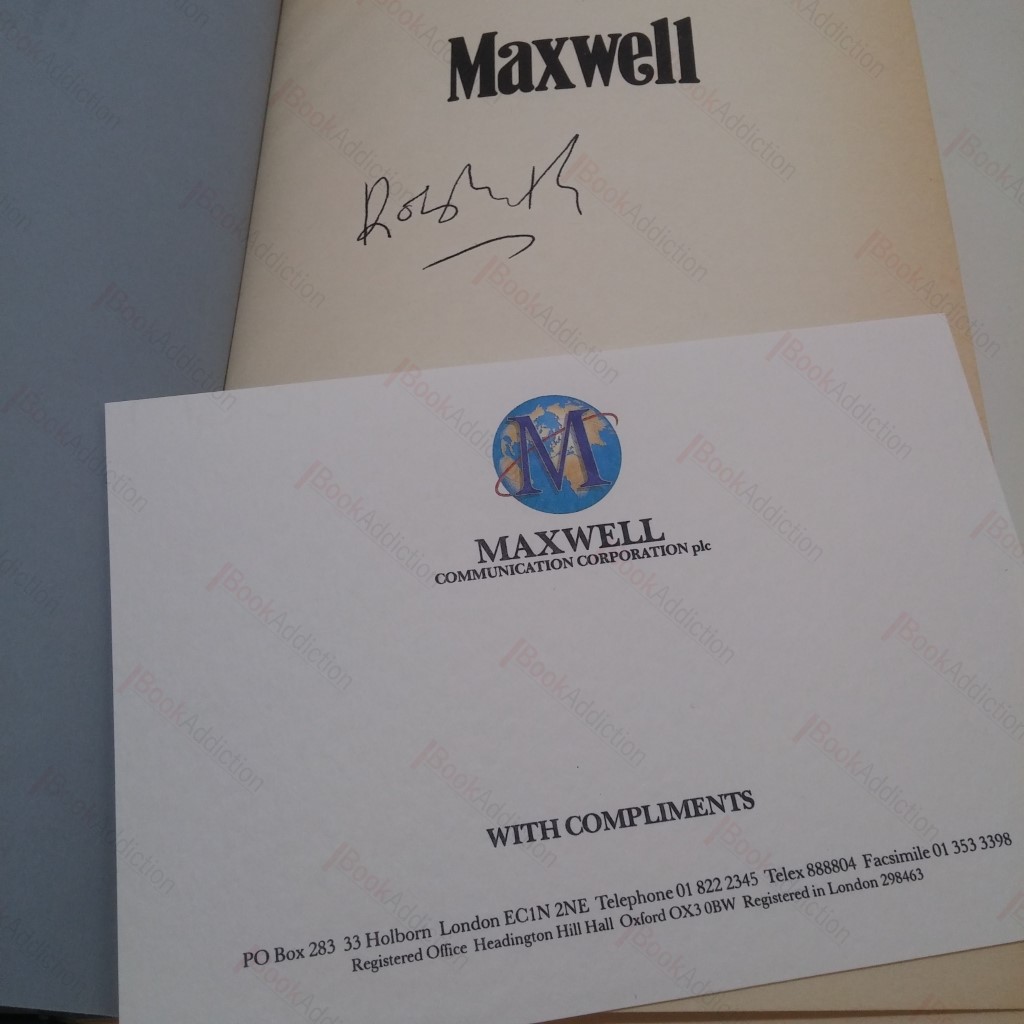 Maxwell
M
MAXWELL
COMMUNICATION CORPORATION plc
WITH COMPLIMENTS
PO Box 283 33 Holborn London EC1N 2NE Telephone 01 822 2345 Telex 888804 Facsimile 01 353 3398
Registered Office Headington Hill Hall Oxford OX3 0BW Registered in London 298463
BookAddiction